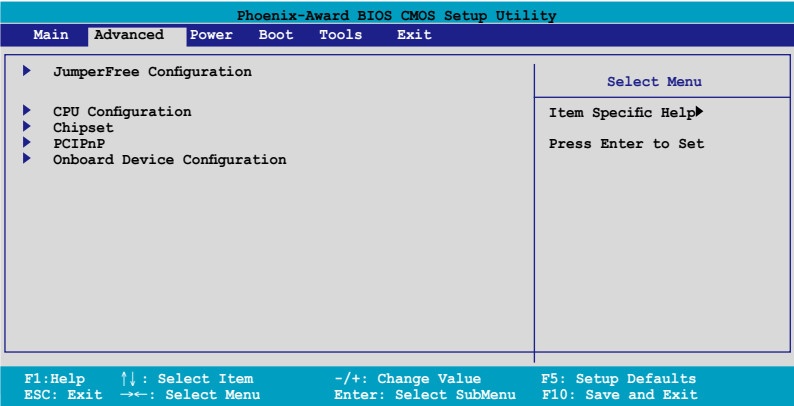 Phoenix-Award BIOS CMOS Setup Utility
Main Advanced Power Boot Tools Exit
JumperFree Configuration
CPU Configuration
Chipset
PCIPnP
Onboard Device Configuration
Select Menu
Item Specific Help
Press Enter to Set
F1:Help ↑↓: Select Item -/+: Change Value F5: Setup Defaults
ESC: Exit →←: Select Menu Enter: Select SubMenu F10: Save and Exit